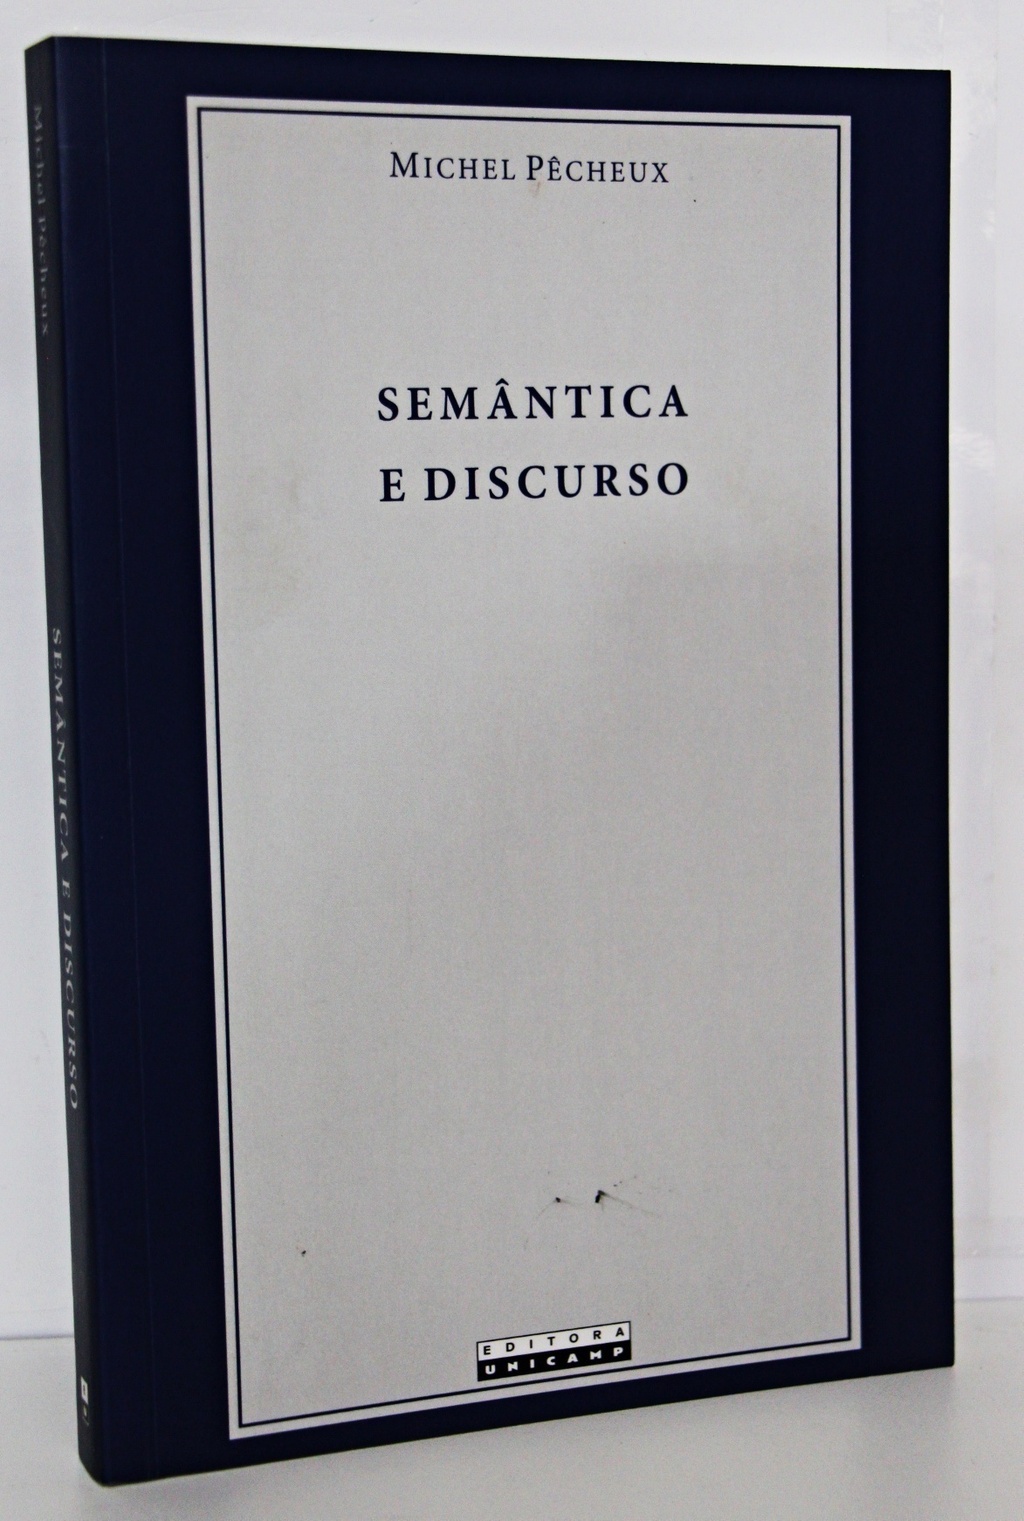 Michel Pêcheux
SEMÂNTICA E DISCURSO
MICHEL PÊCHEUX
SEMÂNTICA
E DISCURSO
EDITORA
UNICAMP